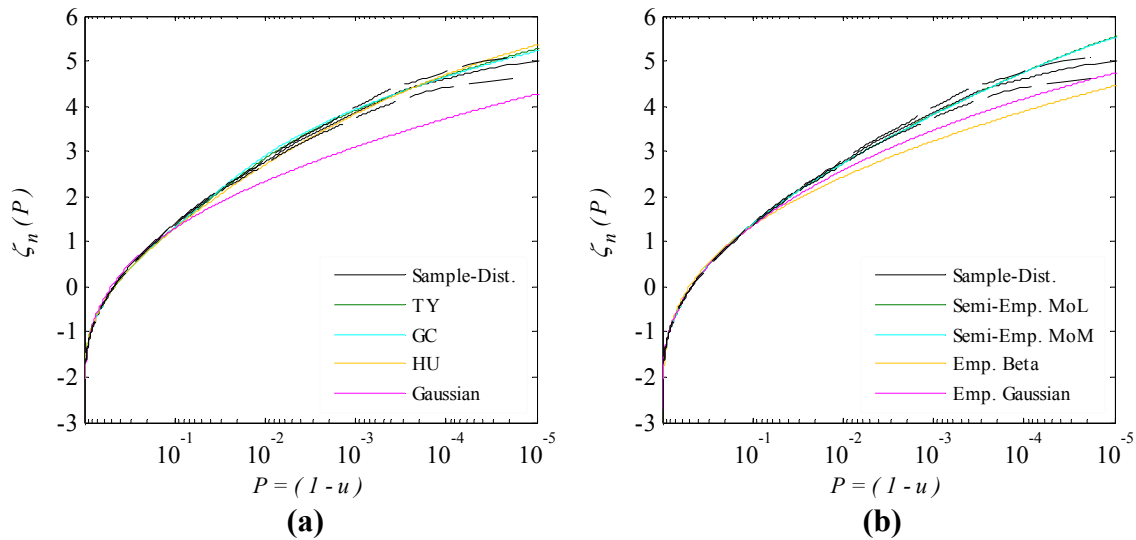 6
5
4
3
2
1
0
-1
-2
-3
ζn (P)
Sample-Dist.
TY
GC
HU
Gaussian
10-1
10-2
10-3
10-4
10-5
P = ( 1 - u )
(a)
6
5
4
3
2
1
0
-1
-2
-3
ζn (P)
Sample-Dist.
Semi-Emp. MoL
Semi-Emp. MoM
Emp. Beta
Emp. Gaussian
10-1
10-2
10-3
10-4
10-5
P = ( 1 - u )
(b)